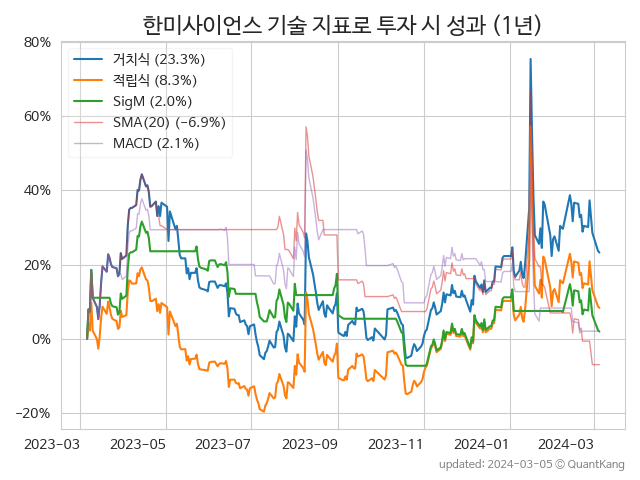 한미사이언스 기술 지표로 투자 시 성과 (1년)
80%
60%
40%
20%
0%
−20%
거치식 (23.3%)
적립식 (8.3%)
SigM (2.0%)
SMA(20) (−6.9%)
MACD (2.1%)
2023−03
2023−05
2023−07
2023−09
2023−11
2024−01
2024−03
updated: 2024-03-05 © QuantKang